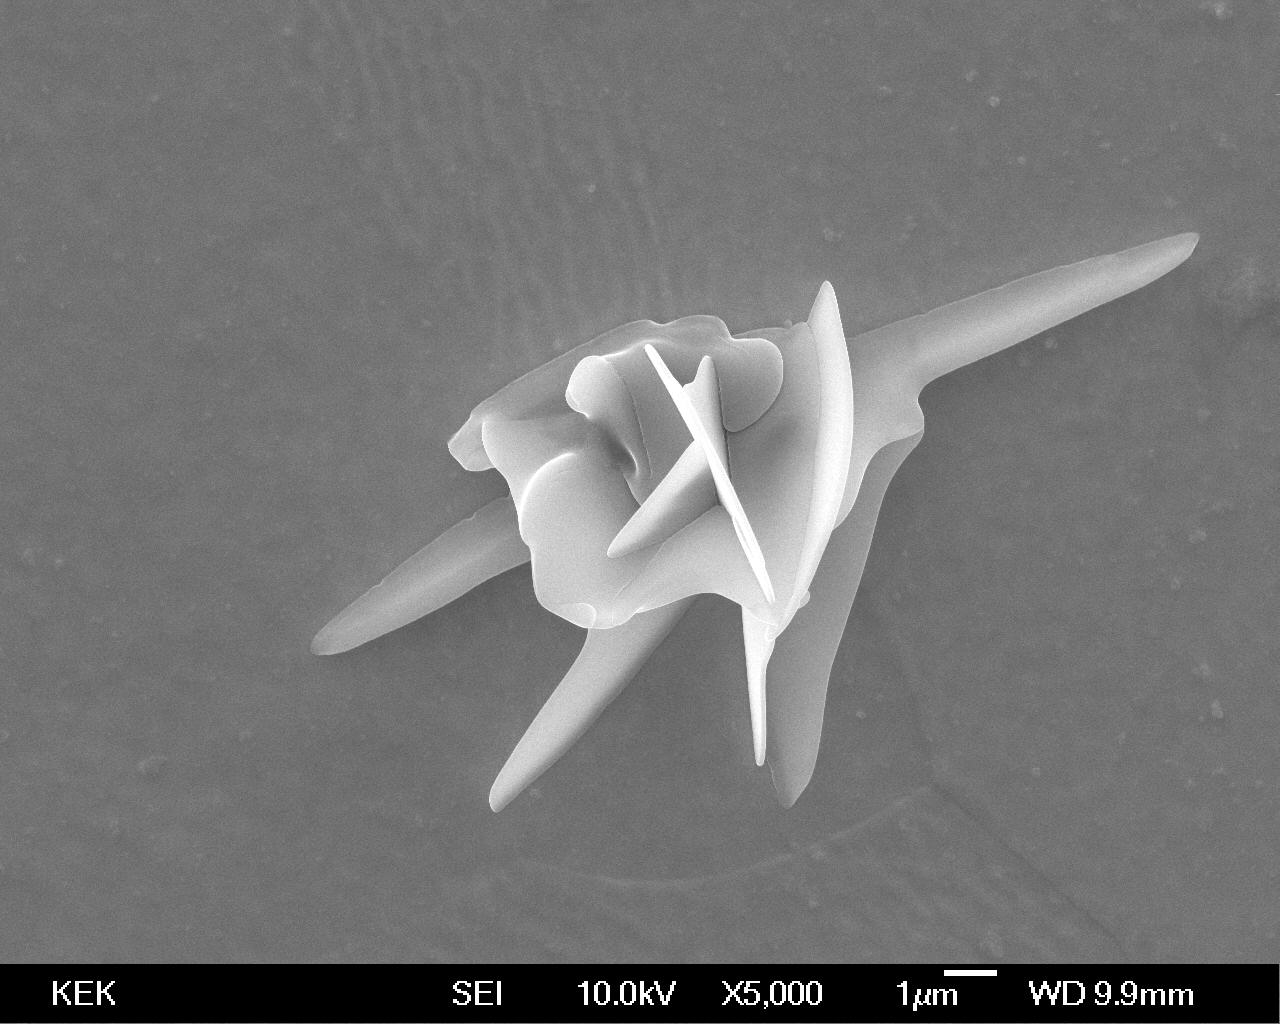 KEK SEI 10.0kV X5,000 1μm WD 9.9mm